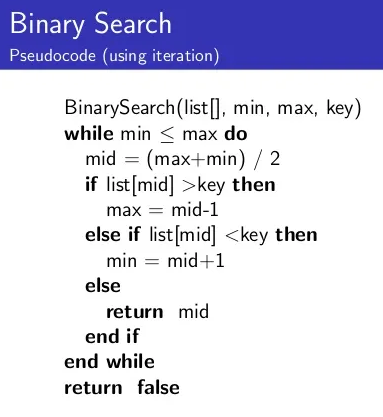 Binary Search
Pseudocode (using iteration)
BinarySearch(list[], min, max, key)
while min ≤ max do
mid = (max+min) / 2
if list[mid] >key then
max = mid-1
else if list[mid] <key then
min = mid+1
else
return mid
end if
end while
return false